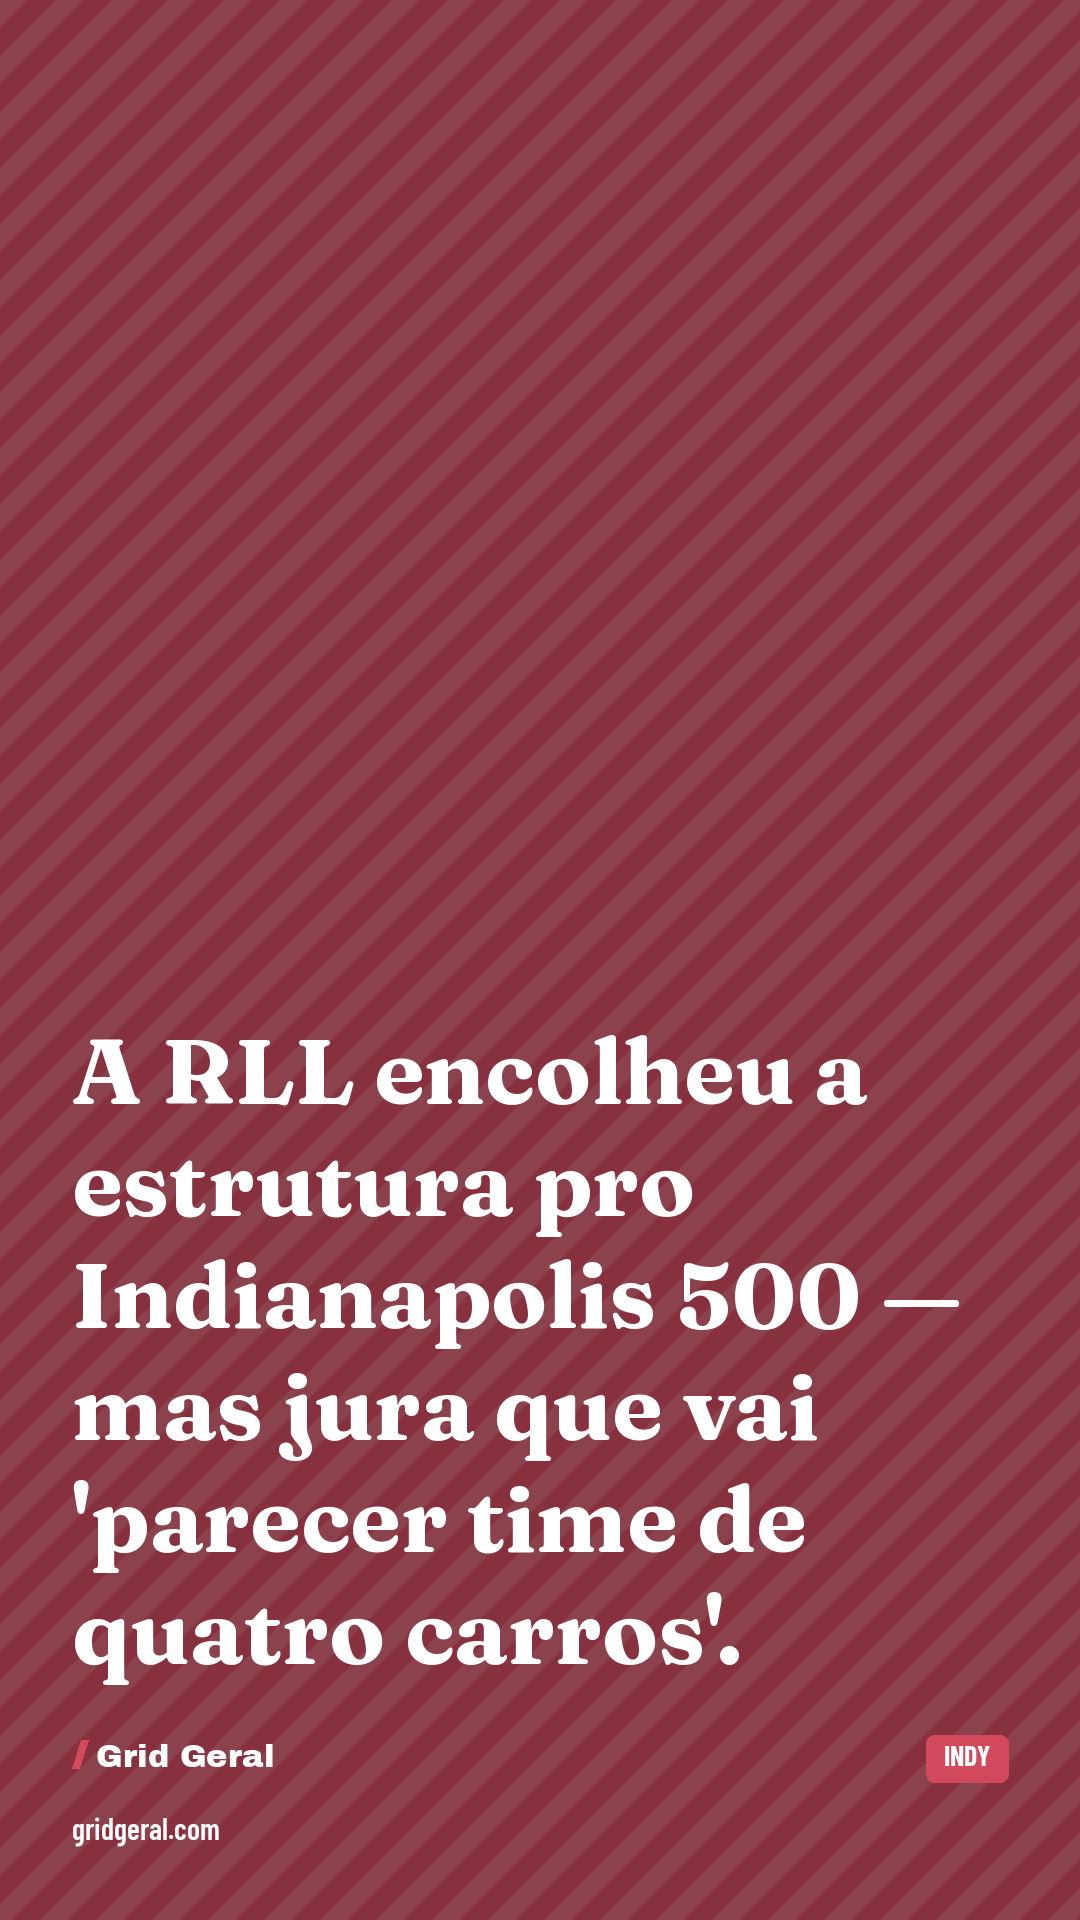 A RLL encolheu a
estrutura pro
Indianapolis 500 —
mas jura que vai
'parecer time de
quatro carros'.
/ Grid Geral
INDY
gridgeral.com